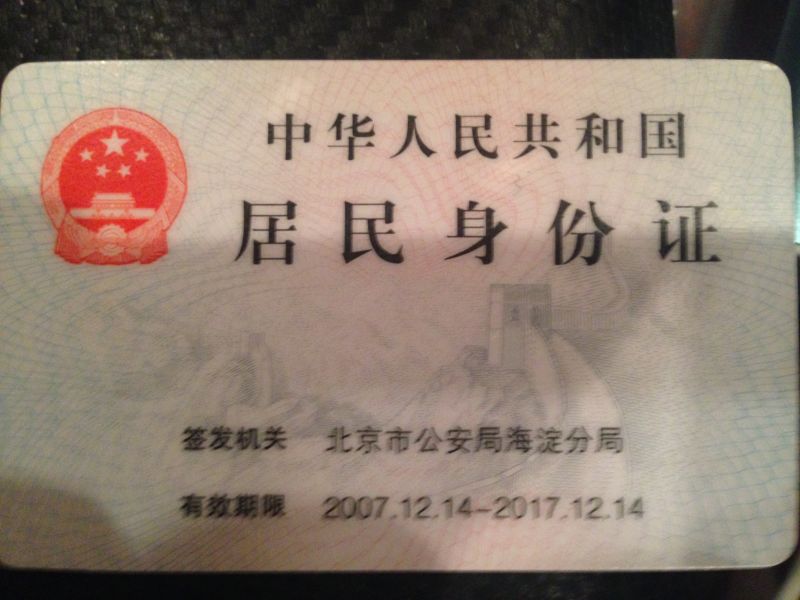 中华人民共和国
居民身份证
签发机关 北京市公安局海淀分局
有效期限 2007.12.14-2017.12.14